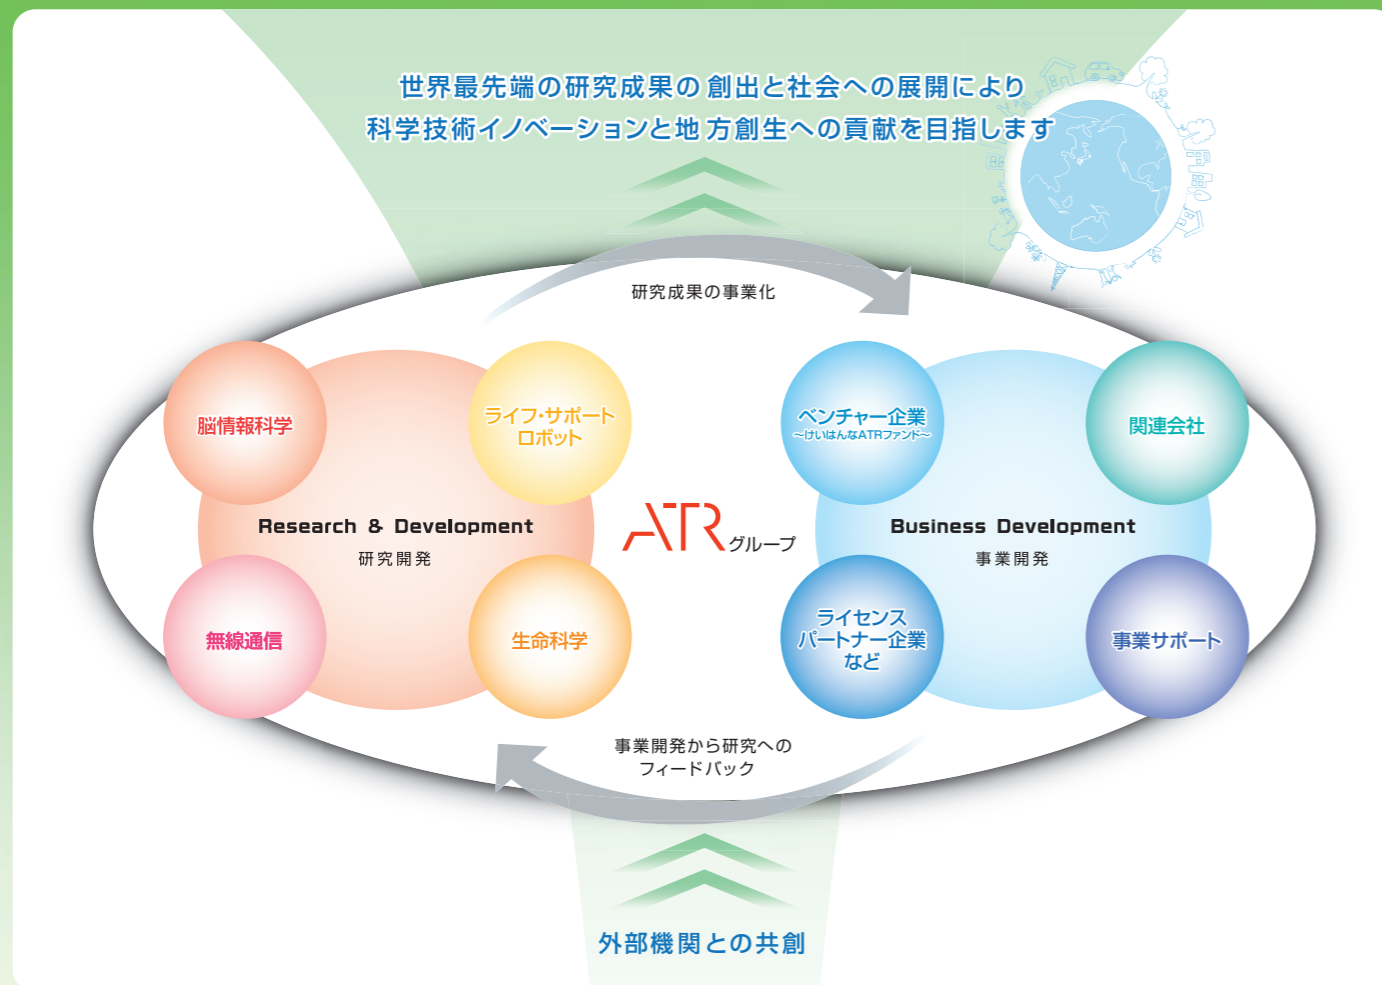 世界最先端の研究成果の創出と社会への展開により
科学技術イノベーションと地方創生への貢献を目指します
研究成果の事業化
脳情報科学
ライフ・サポート
ロボット
ベンチャー企業
~けいはんなATRファンド~
関連会社
Research & Development
研究開発
ATRグループ
Business Development
事業開発
無線通信
生命科学
ライセンス
パートナー企業
など
事業サポート
事業開発から研究への
フィードバック
外部機関との共創